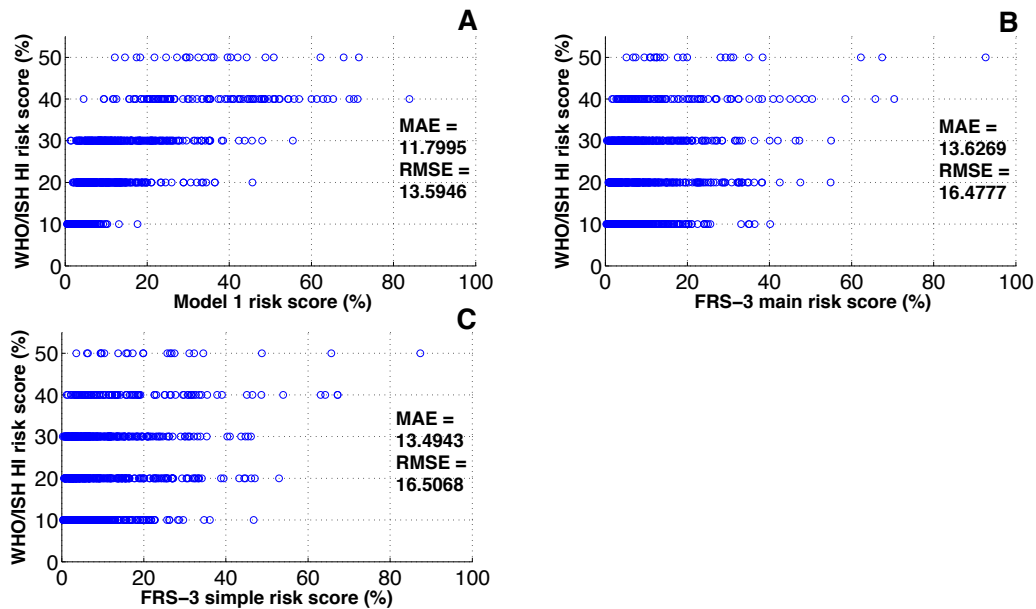 A
WHO/ISH HI risk score (%)
50
40
30
20
10
0
MAE =
11.7995
RMSE =
13.5946
0 20 40 60 80 100
Model 1 risk score (%)
B
WHO/ISH HI risk score (%)
50
40
30
20
10
0
MAE =
13.6269
RMSE =
16.4777
0 20 40 60 80 100
FRS−3 main risk score (%)
C
WHO/ISH HI risk score (%)
50
40
30
20
10
0
MAE =
13.4943
RMSE =
16.5068
0 20 40 60 80 100
FRS−3 simple risk score (%)